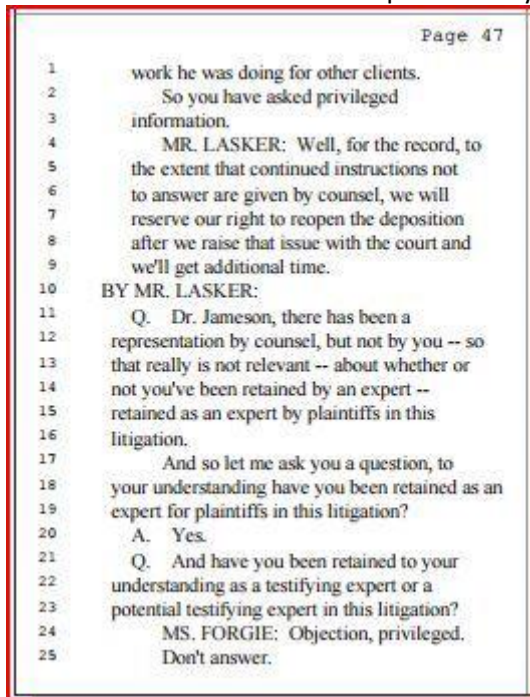 Page 47
1 work he was doing for other clients.
2 So you have asked privileged
3 information.
4 MR. LASKER: Well, for the record, to
5 the extent that continued instructions not
6 to answer are given by counsel, we will
7 reserve our right to reopen the deposition
8 after we raise that issue with the court and
9 we'll get additional time.
10 BY MR. LASKER:
11 Q. Dr. Jameson, there has been a
12 representation by counsel, but not by you -- so
13 that really is not relevant -- about whether or
14 not you've been retained by an expert --
15 retained as an expert by plaintiffs in this
16 litigation.
17 And so let me ask you a question, to
18 your understanding have you been retained as an
19 expert for plaintiffs in this litigation?
20 A. Yes.
21 Q. And have you been retained to your
22 understanding as a testifying expert or a
23 potential testifying expert in this litigation?
24 MS. FORGIE: Objection, privileged.
25 Don't answer.